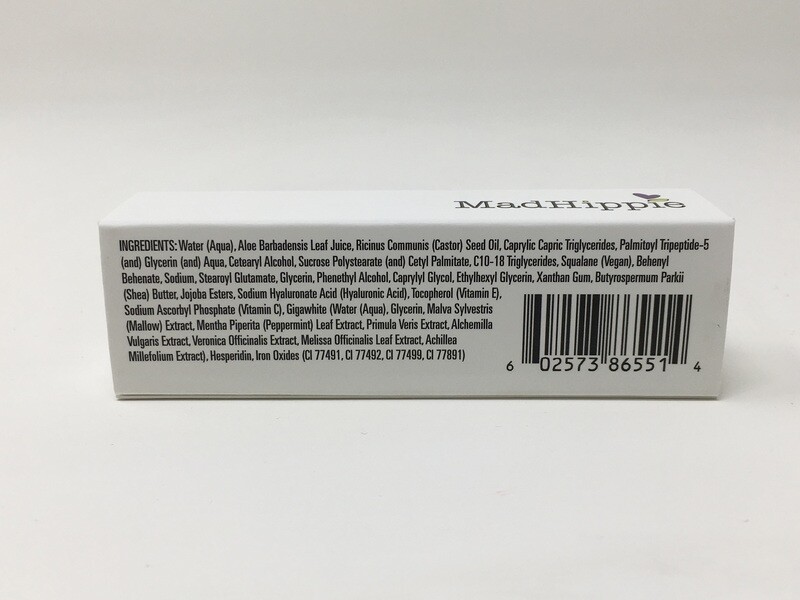 MadHippie
INGREDIENTS: Water (Aqua), Aloe Barbadensis Leaf Juice, Ricinus Communis (Castor) Seed Oil, Caprylic Capric Triglycerides, Palmitoyl Tripeptide-5
(and) Glycerin (and) Aqua, Cetearyl Alcohol, Sucrose Polystearate (and) Cetyl Palmitate, C10-18 Triglycerides, Squalane (Vegan), Behenyl
Behenate, Sodium, Stearoyl Glutamate, Glycerin, Phenethyl Alcohol, Caprylyl Glycol, Ethylhexyl Glycerin, Xanthan Gum, Butyrospermum Parkii
(Shea) Butter, Jojoba Esters, Sodium Hyaluronate Acid (Hyaluronic Acid), Tocopherol (Vitamin E),
Sodium Ascorbyl Phosphate (Vitamin C), Gigawhite (Water (Aqua), Glycerin, Malva Sylvestris
(Mallow) Extract, Mentha Piperita (Peppermint) Leaf Extract, Primula Veris Extract, Alchemilla
Vulgaris Extract, Veronica Officinalis Extract, Melissa Officinalis Leaf Extract, Achillea
Millefolium Extract), Hesperidin, Iron Oxides (CI 77491, CI 77492, CI 77499, CI 77891)
6 02573 86551 4